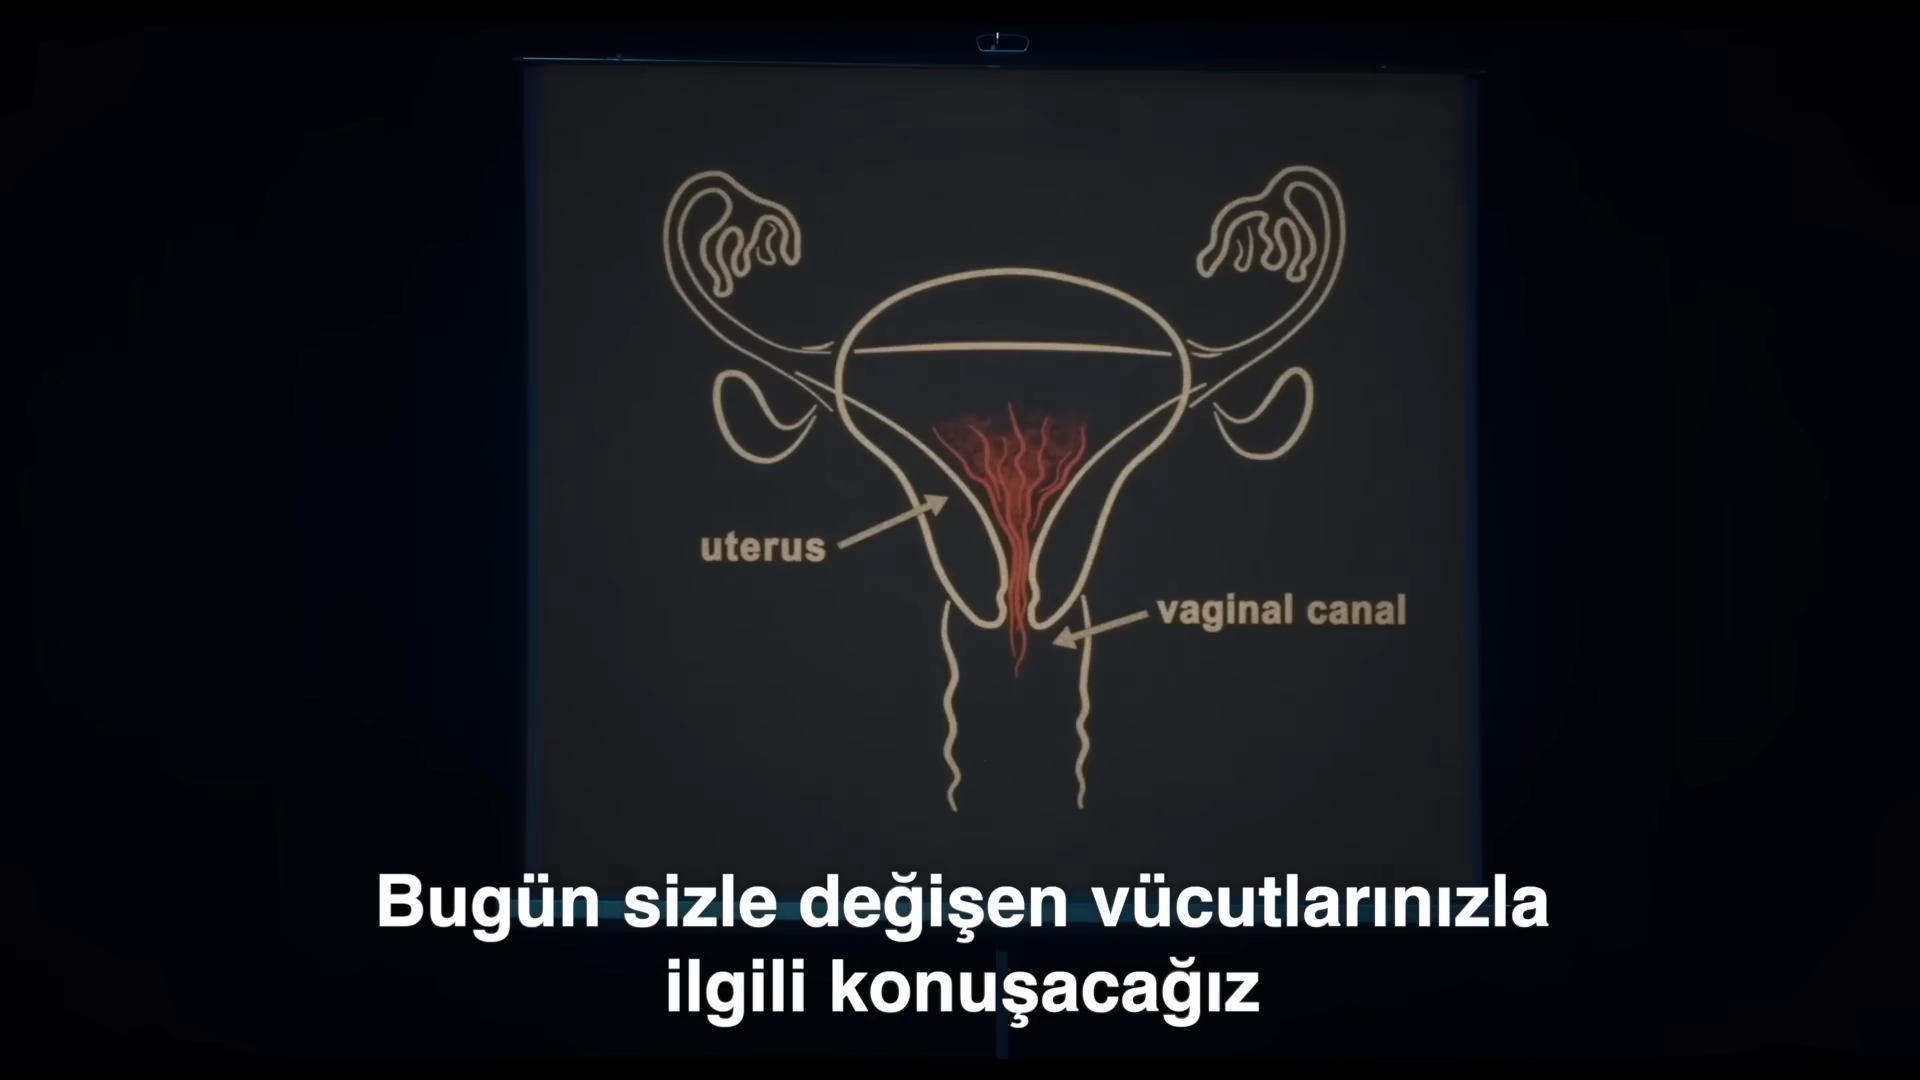 uterus
vaginal canal
Bugün sizle değişen vücutlarınızla
ilgili konuşacağız